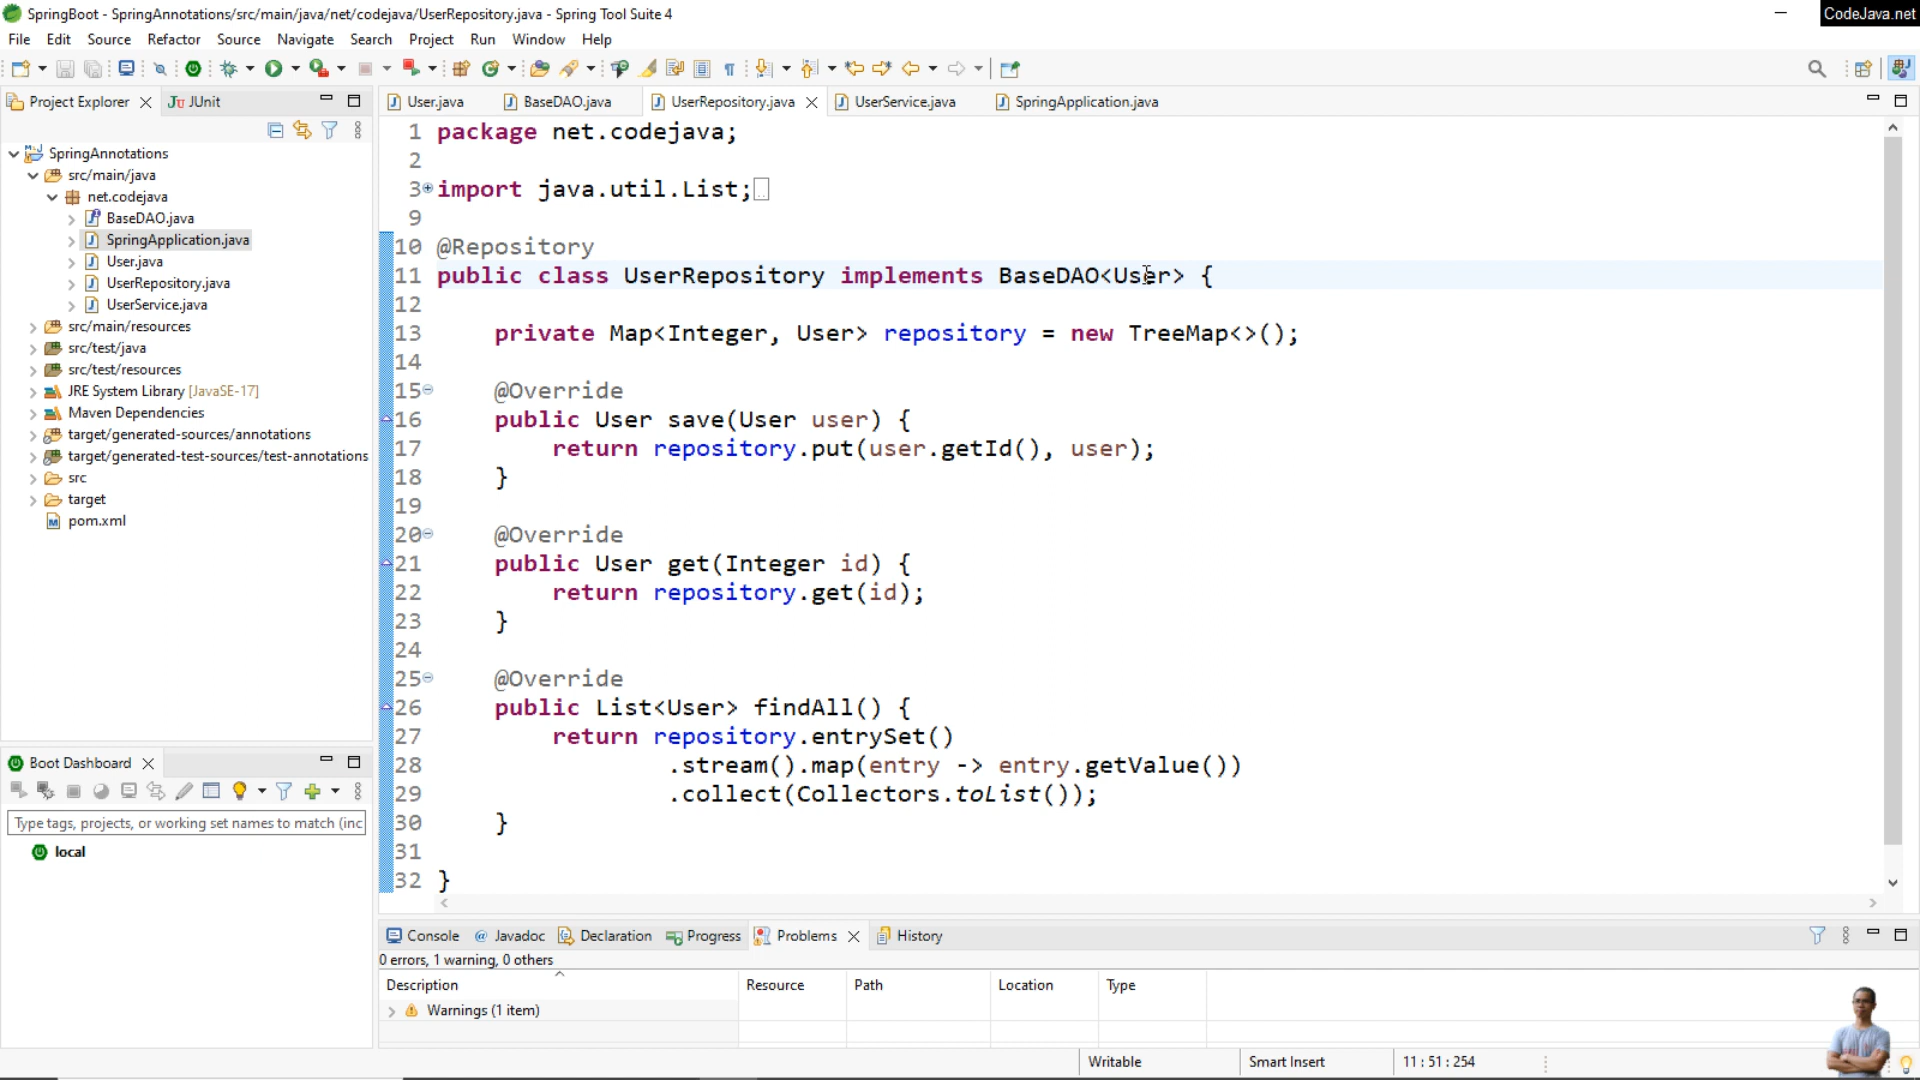 SpringBoot - SpringAnnotations/src/main/java/net/codejava/UserRepository.java - Spring Tool Suite 4
CodeJava.net
File Edit Source Refactor Source Navigate Search Project Run Window Help
Project Explorer JUnit
User.java BaseDAO.java UserRepository.java UserService.java SpringApplication.java
SpringAnnotations
src/main/java
net.codejava
BaseDAO.java
SpringApplication.java
User.java
UserRepository.java
UserService.java
src/main/resources
src/test/java
src/test/resources
JRE System Library [JavaSE-17]
Maven Dependencies
target/generated-sources/annotations
target/generated-test-sources/test-annotations
src
target
pom.xml
Boot Dashboard
Type tags, projects, or working set names to match (inc
local
1 package net.codejava;
2
3 import java.util.List;
9
10 @Repository
11 public class UserRepository implements BaseDAO<User> {
12
13 private Map<Integer, User> repository = new TreeMap<>();
14
15 @Override
16 public User save(User user) {
17 return repository.put(user.getId(), user);
18 }
19
20 @Override
21 public User get(Integer id) {
22 return repository.get(id);
23 }
24
25 @Override
26 public List<User> findAll() {
27 return repository.entrySet()
28 .stream().map(entry -> entry.getValue())
29 .collect(Collectors.toList());
30 }
31
32 }
Console Javadoc Declaration Progress Problems History
0 errors, 1 warning, 0 others
Description Resource Path Location Type
Warnings (1 item)
Writable Smart Insert 11 : 51 : 254